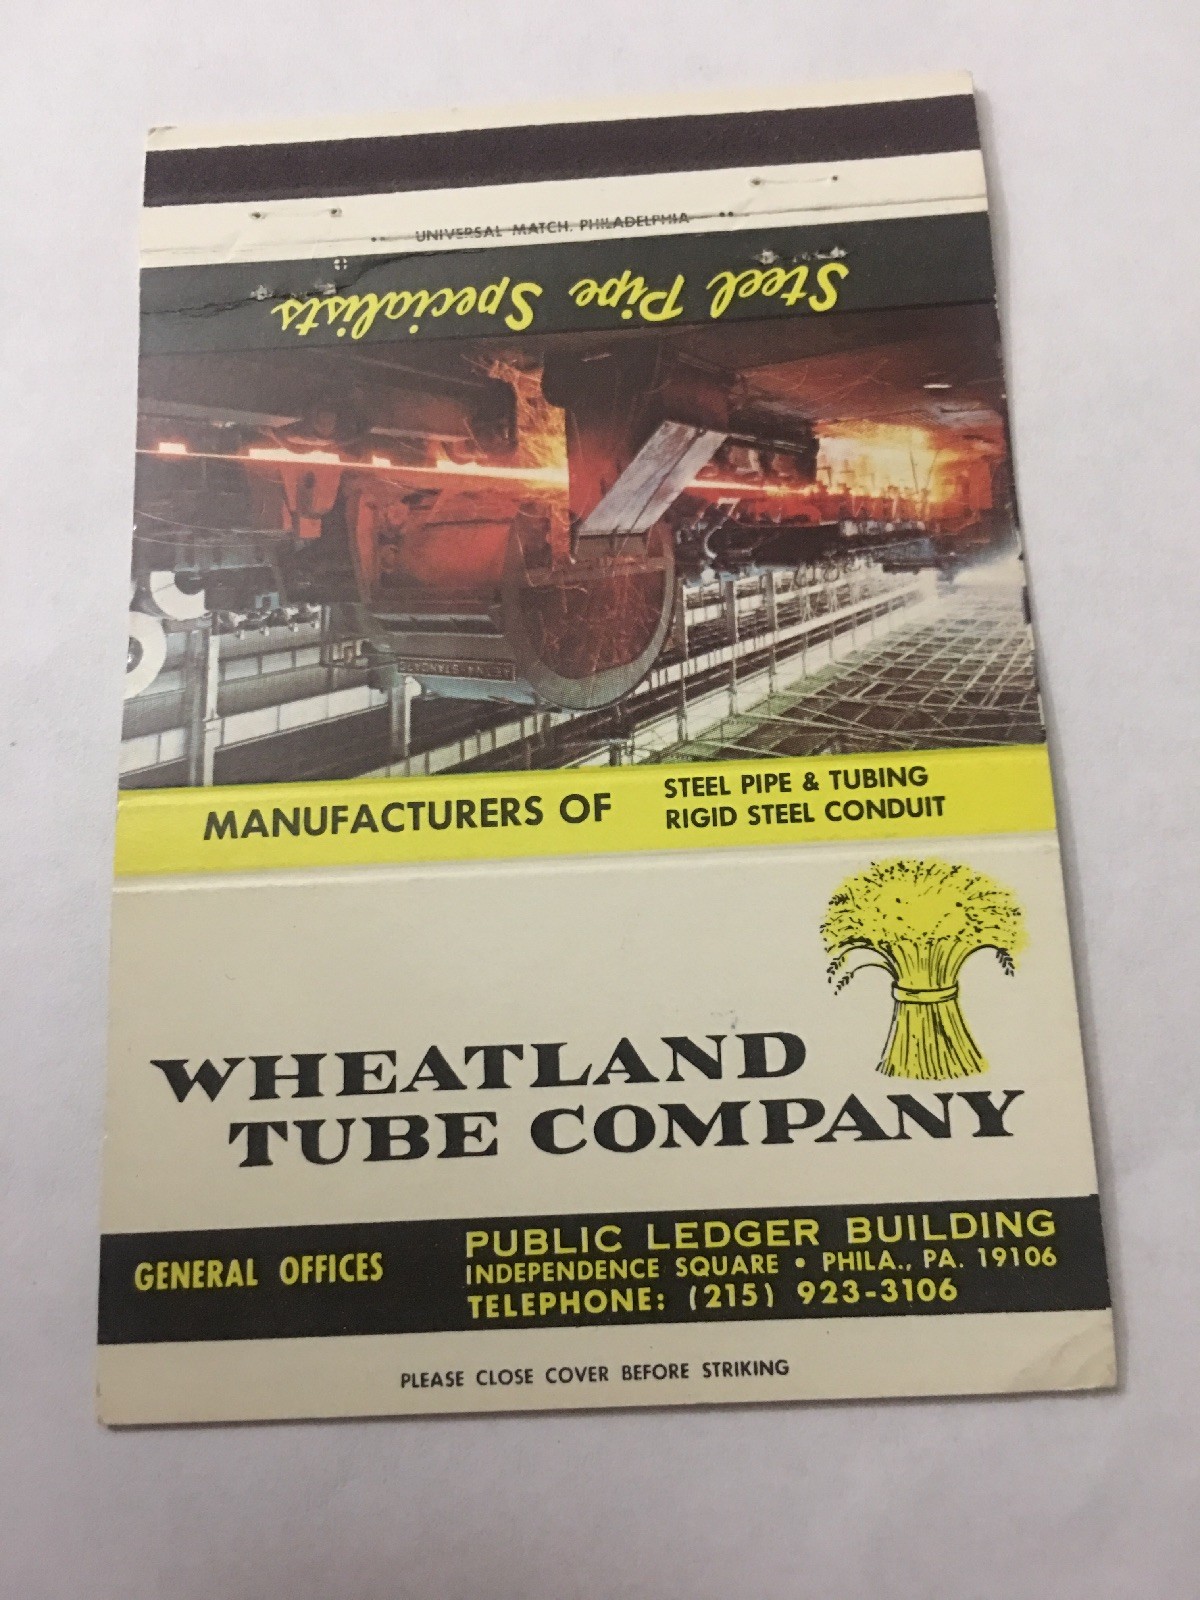 UNIVERSAL MATCH, PHILADELPHIA
Steel Pipe Specialists
MANUFACTURERS OF
STEEL PIPE & TUBING
RIGID STEEL CONDUIT
WHEATLAND
TUBE COMPANY
GENERAL OFFICES
PUBLIC LEDGER BUILDING
INDEPENDENCE SQUARE • PHILA., PA. 19106
TELEPHONE: (215) 923-3106
PLEASE CLOSE COVER BEFORE STRIKING